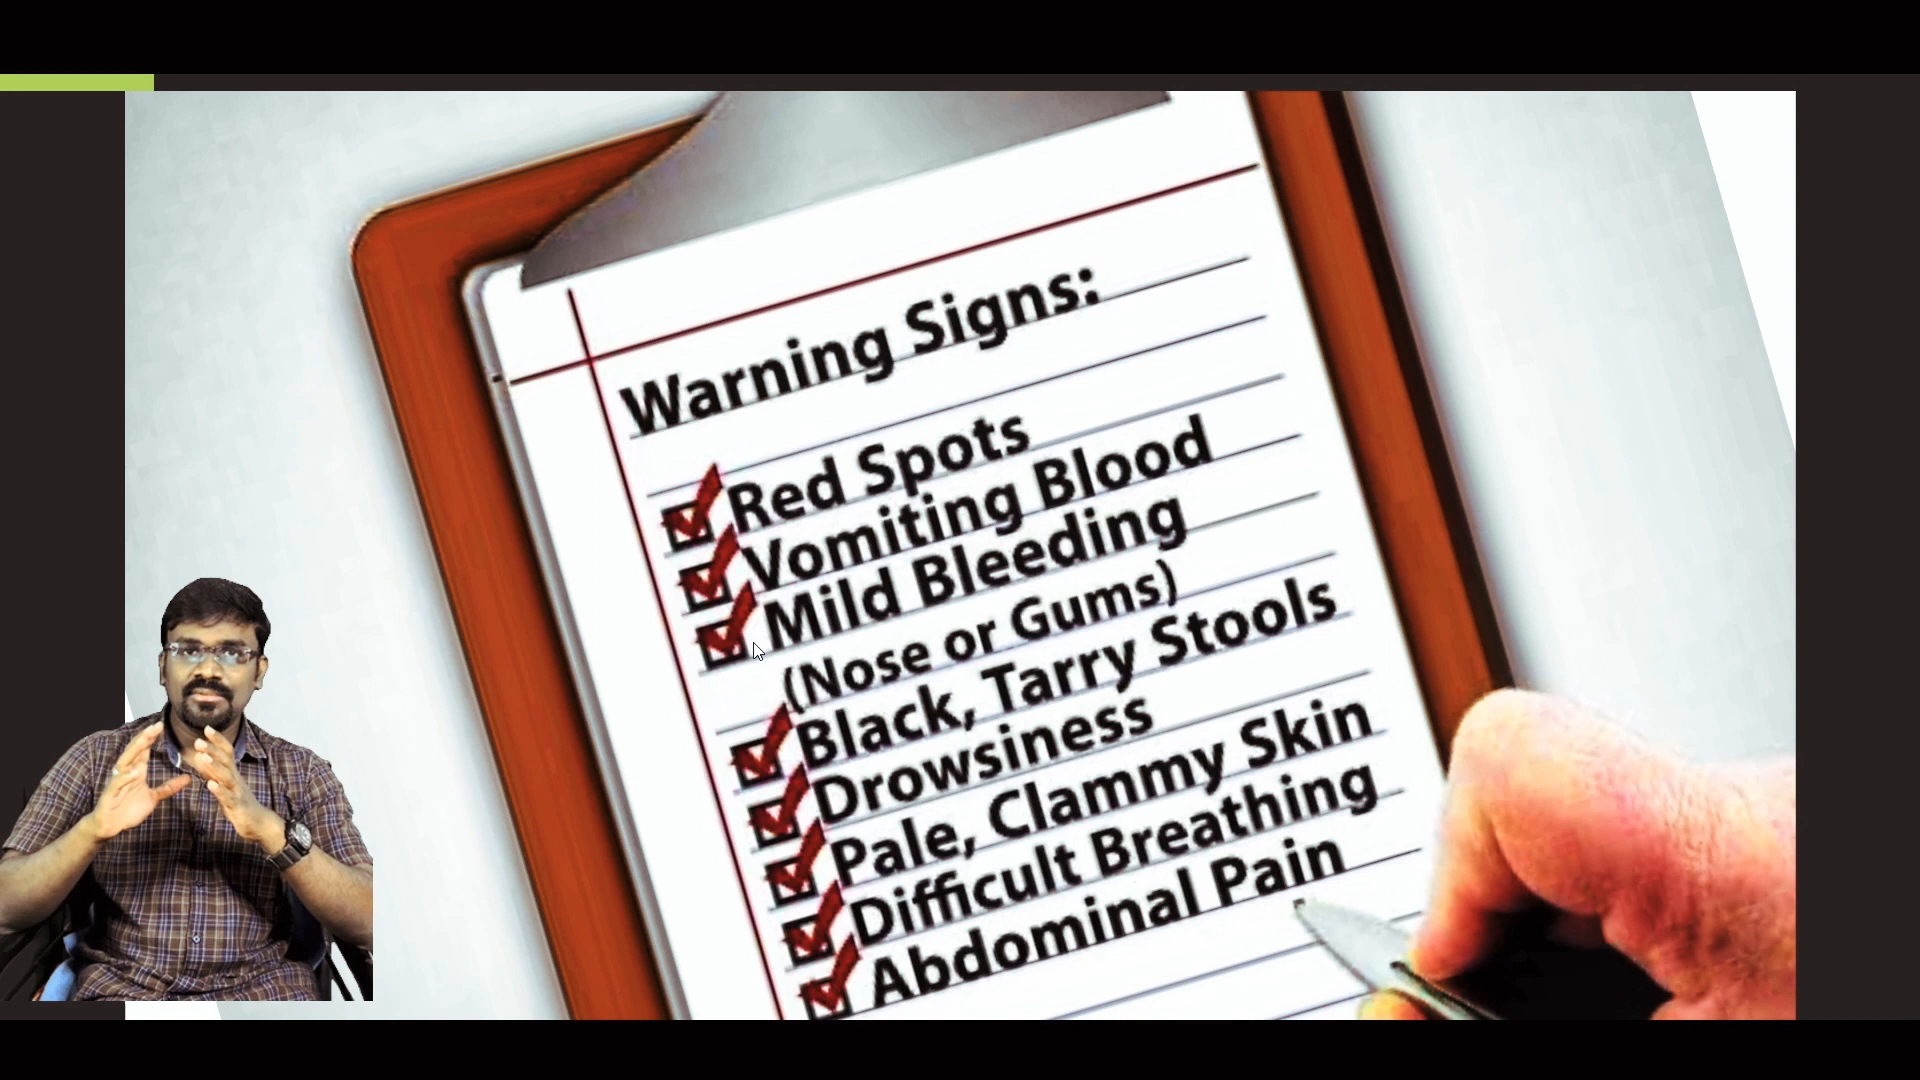 Warning Signs:
Red Spots
Vomiting Blood
Mild Bleeding
(Nose or Gums)
Black, Tarry Stools
Drowsiness
Pale, Clammy Skin
Difficult Breathing
Abdominal Pain